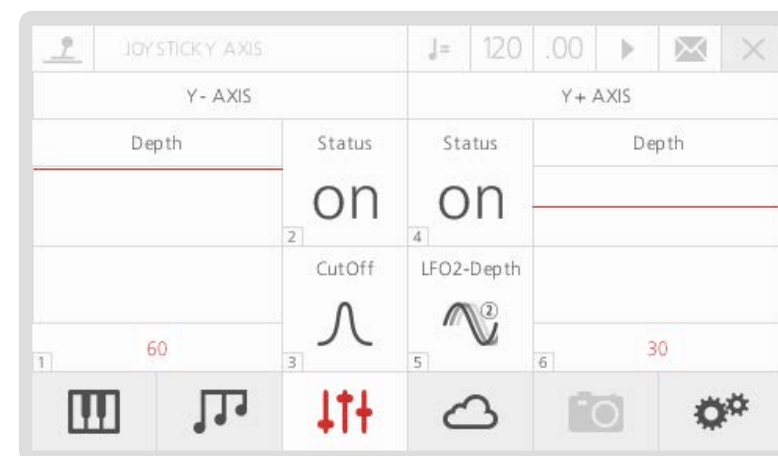 JOYSTICK Y AXIS ♩= 120 .00
Y- AXIS Y+ AXIS
Depth Status Status Depth
on on
2 4
CutOff LFO2-Depth
2
60 30
1 3 5 6